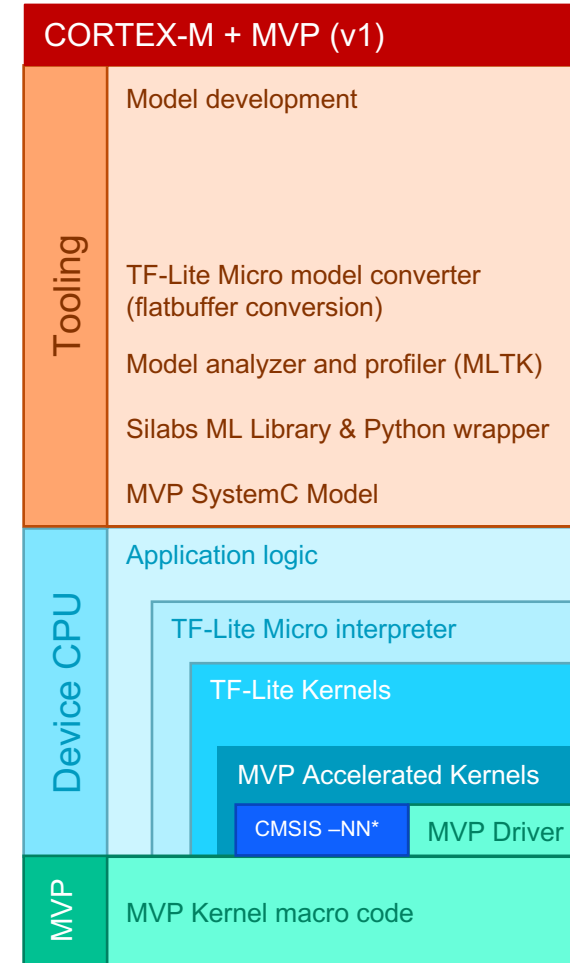 CORTEX-M + MVP (v1)
Tooling
Model development
TF-Lite Micro model converter
(flatbuffer conversion)
Model analyzer and profiler (MLTK)
Silabs ML Library & Python wrapper
MVP SystemC Model
Device CPU
Application logic
TF-Lite Micro interpreter
TF-Lite Kernels
MVP Accelerated Kernels
CMSIS –NN*
MVP Driver
MVP
MVP Kernel macro code